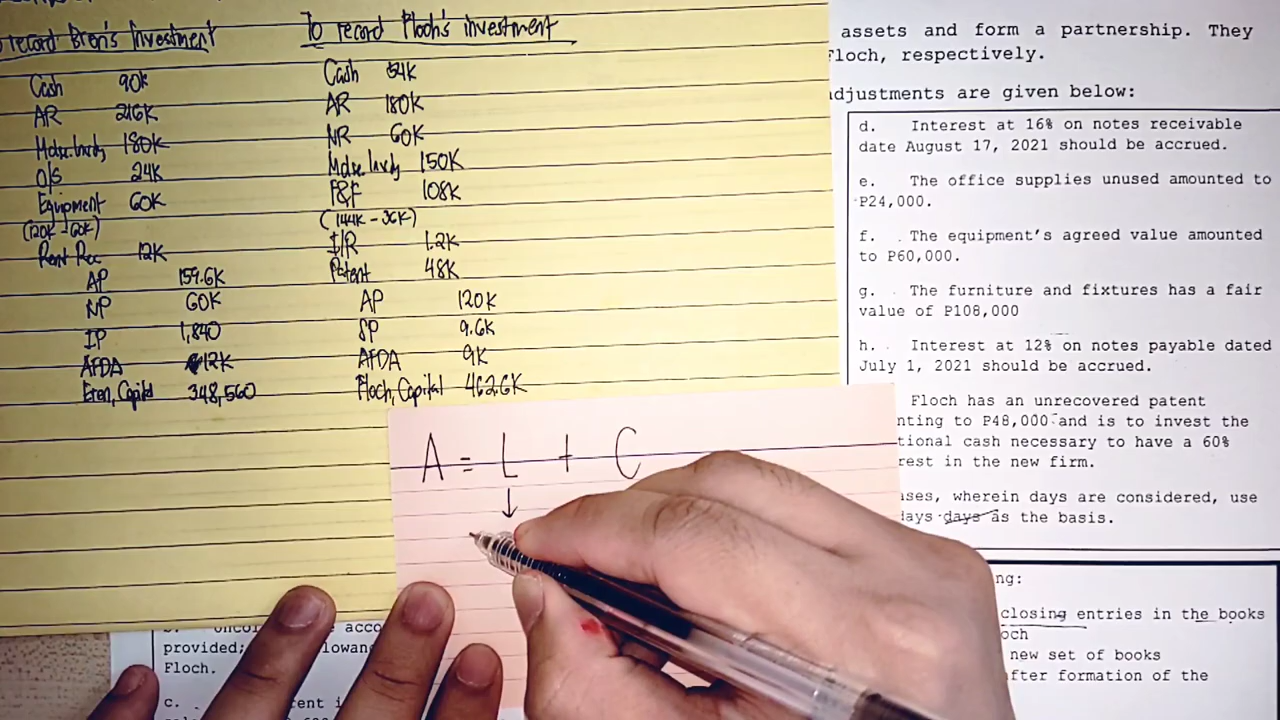 record Eren's Investment
Cash 90K
AR 216K
Mdse. Invty 180K
O/S 24K
Equipment 60K
(120K - 60K)
Rent Rec 12K
AP 159.6K
NP 60K
IP 1,840
AFDA 12K
Eren, Capital 348,560
To record Floch's investment
Cash 54K
AR 180K
NR 60K
Mdse. Invty 150K
F&F 108K
(144K - 36K)
I/R 1.2K
Patent 48K
AP 120K
SP 9.6K
AFDA 9K
Floch, Capital 462.6K
A = L + C
↓
assets and form a partnership. They
Floch, respectively.
adjustments are given below:
d. Interest at 16% on notes receivable
date August 17, 2021 should be accrued.
e. The office supplies unused amounted to
P24,000.
f. The equipment's agreed value amounted
to P60,000.
g. The furniture and fixtures has a fair
value of P108,000
h. Interest at 12% on notes payable dated
July 1, 2021 should be accrued.
Floch has an unrecovered patent
nting to P48,000 and is to invest the
tional cash necessary to have a 60%
rest in the new firm.
ases, wherein days are considered, use
days days as the basis.
ng:
closing entries in the books
och
new set of books
after formation of the
provided;
Floch.
c.